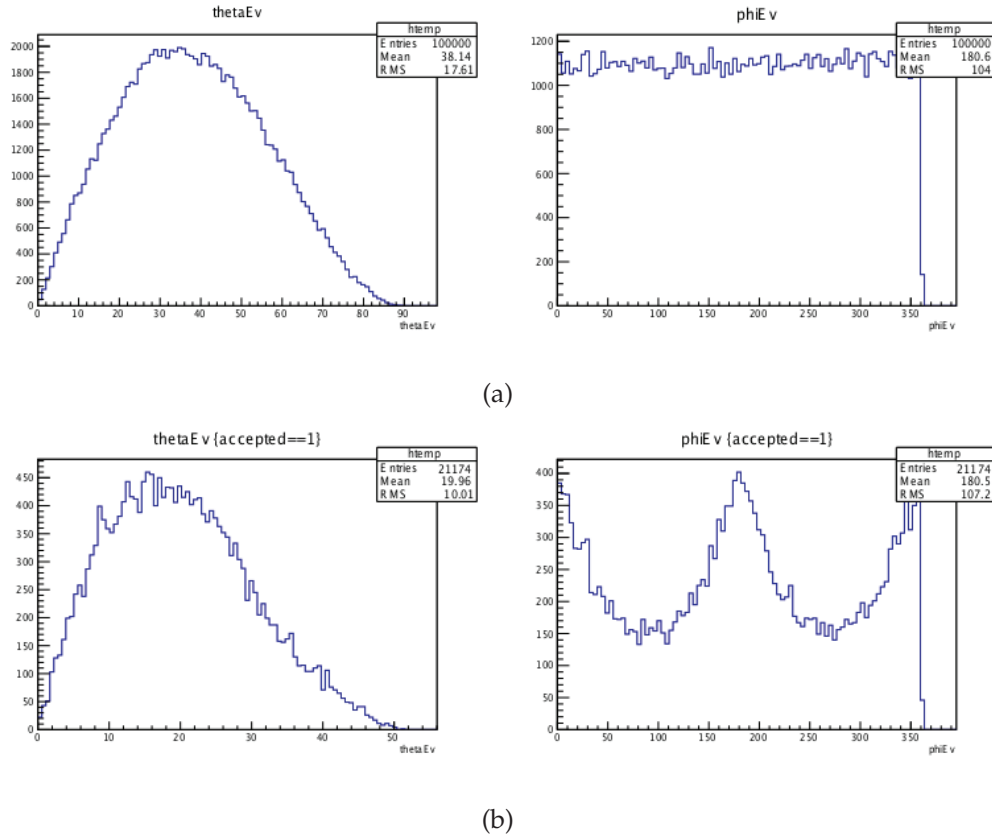 thetaEv
htemp
Entries 100000
Mean 38.14
RMS 17.61
2000
1800
1600
1400
1200
1000
800
600
400
200
0
0 10 20 30 40 50 60 70 80 90
thetaEv
phiEv
htemp
Entries 100000
Mean 180.6
RMS 104
1200
1000
800
600
400
200
0
0 50 100 150 200 250 300 350
phiEv
(a)
thetaEv {accepted==1}
htemp
Entries 21174
Mean 19.96
RMS 10.01
450
400
350
300
250
200
150
100
50
0
0 10 20 30 40 50
thetaEv
phiEv {accepted==1}
htemp
Entries 21174
Mean 180.5
RMS 107.2
400
350
300
250
200
150
100
50
0
0 50 100 150 200 250 300 350
phiEv
(b)